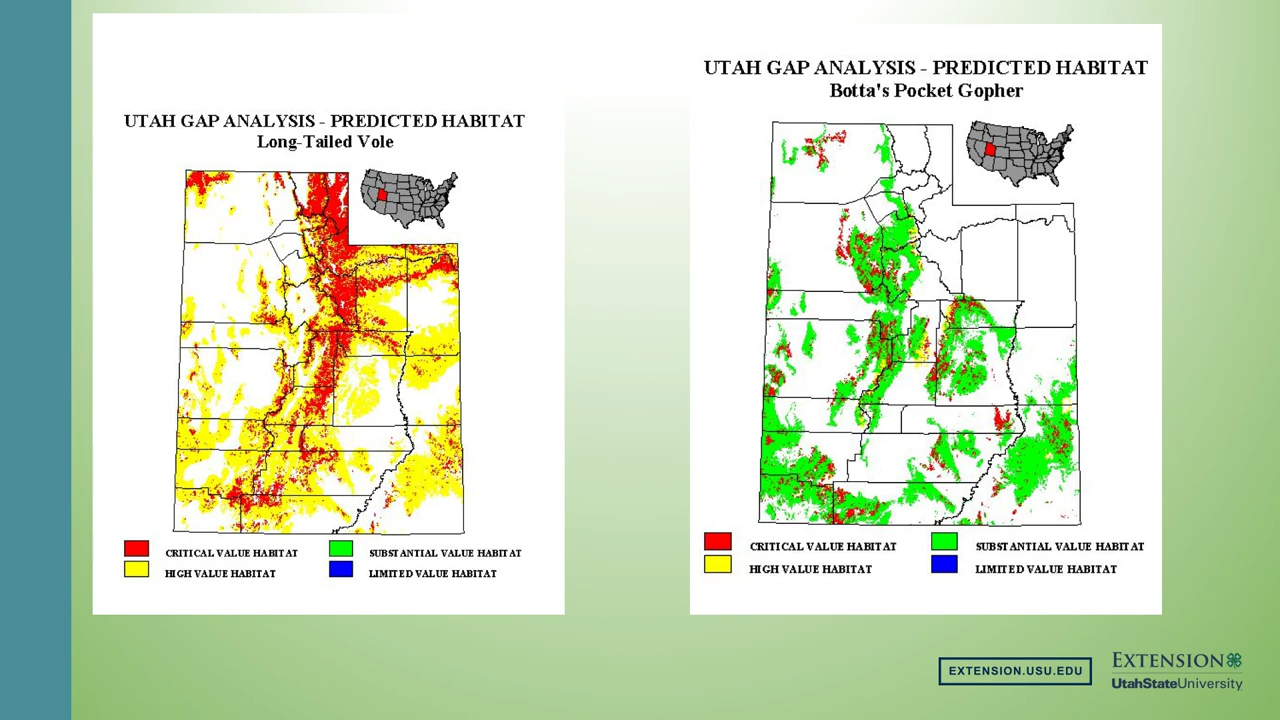 UTAH GAP ANALYSIS - PREDICTED HABITAT
Long-Tailed Vole
CRITICAL VALUE HABITAT
SUBSTANTIAL VALUE HABITAT
HIGH VALUE HABITAT
LIMITED VALUE HABITAT
UTAH GAP ANALYSIS - PREDICTED HABITAT
Botta's Pocket Gopher
CRITICAL VALUE HABITAT
SUBSTANTIAL VALUE HABITAT
HIGH VALUE HABITAT
LIMITED VALUE HABITAT
EXTENSION.USU.EDU
EXTENSION
UtahStateUniversity